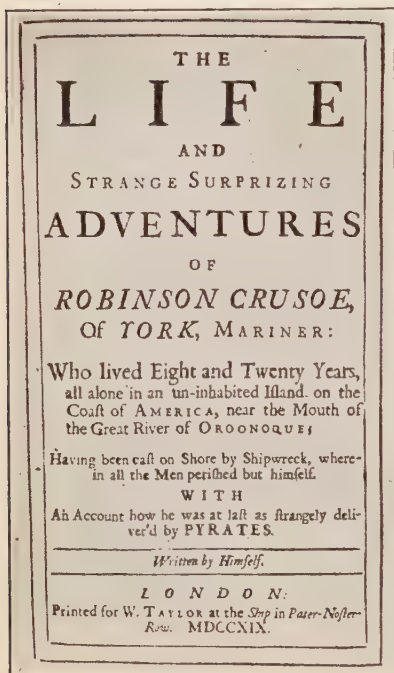 THE
LIFE
AND
STRANGE SURPRIZING
ADVENTURES
OF
ROBINSON CRUSOE,
Of YORK, MARINER:
Who lived Eight and Twenty Years,
all alone in an un-inhabited Iſland. on the
Coaſt of AMERICA, near the Mouth of
the Great River of OROONOQUE;
Having been caſt on Shore by Shipwreck, where-
in all the Men periſhed but himſelf.
WITH
An Account how he was at laſt as ſtrangely deli-
ver'd by PYRATES.
Written by Himſelf.
LONDON:
Printed for W. TAYLOR at the Ship in Pater-Noſter-
Row. MDCCXIX.